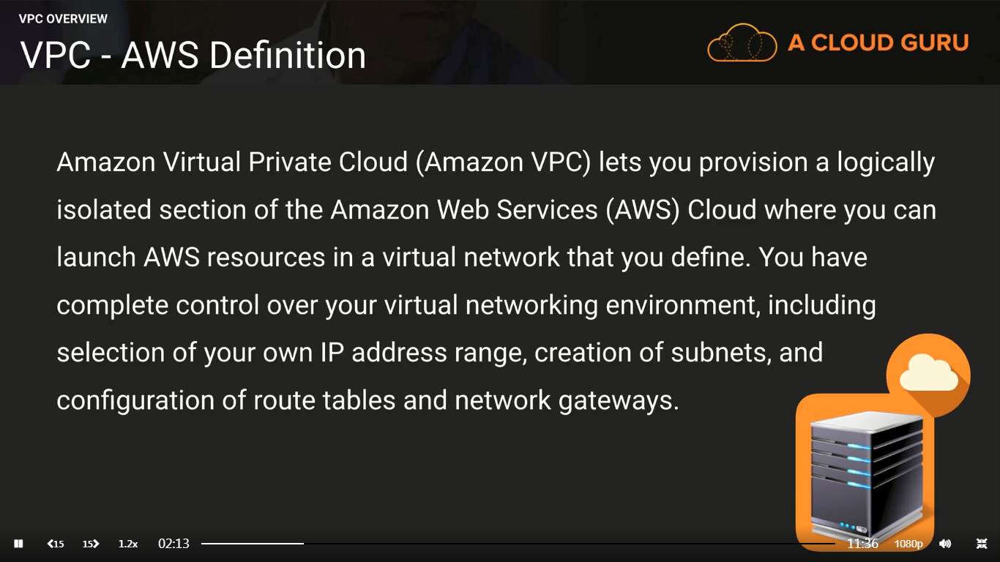 VPC OVERVIEW
VPC - AWS Definition
A CLOUD GURU
Amazon Virtual Private Cloud (Amazon VPC) lets you provision a logically
isolated section of the Amazon Web Services (AWS) Cloud where you can
launch AWS resources in a virtual network that you define. You have
complete control over your virtual networking environment, including
selection of your own IP address range, creation of subnets, and
configuration of route tables and network gateways.
15 15 1.2x 02:13 11:36 1080p